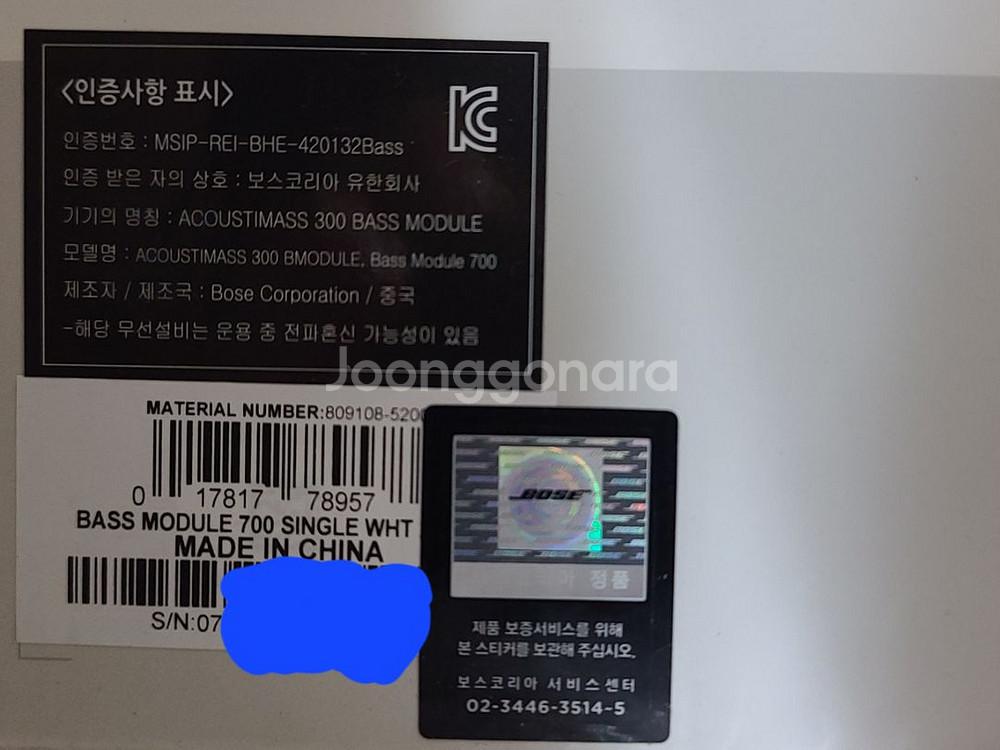 <인증사항 표시>
인증번호 : MSIP-REI-BHE-420132Bass
인증 받은 자의 상호 : 보스코리아 유한회사
기기의 명칭 : ACOUSTIMASS 300 BASS MODULE
모델명 : ACOUSTIMASS 300 BMODULE, Bass Module 700
제조자 / 제조국 : Bose Corporation / 중국
-해당 무선설비는 운용 중 전파혼신 가능성이 있음
Joonggonara
MATERIAL NUMBER:809108-520
0 17817 78957
BASS MODULE 700 SINGLE WHT
MADE IN CHINA
S/N:07
BOSE
정품
제품 보증서비스를 위해
본 스티커를 보관해 주십시오.
보스코리아 서비스센터
02-3446-3514~5